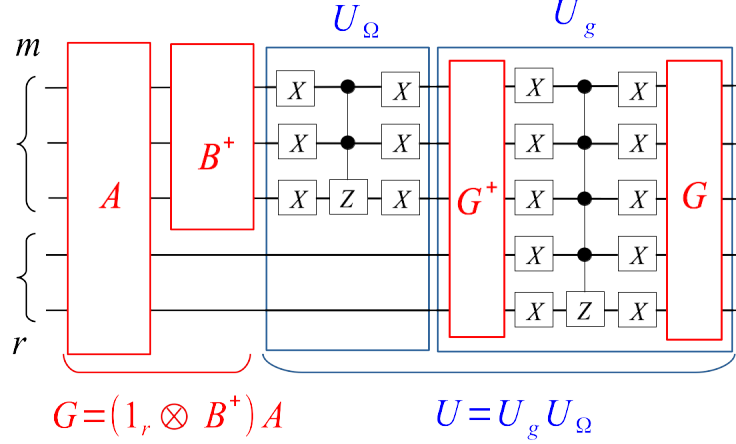 U_Ω U_g
m
X X X X
X X X X
A B⁺ X Z X G⁺ X X G
X X
X Z X
r
G=(1_r ⊗ B⁺)A U=U_g U_Ω